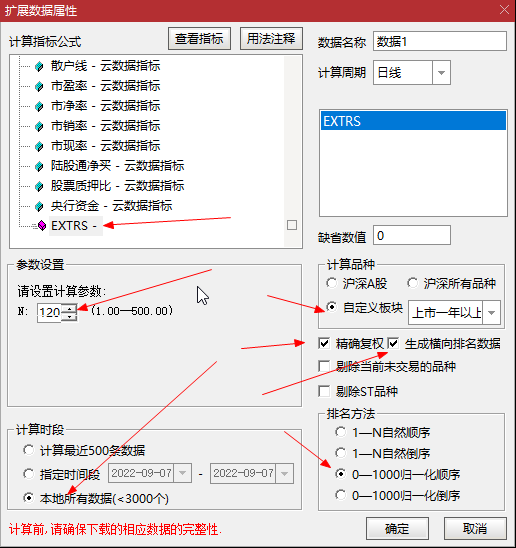 扩展数据属性
计算指标公式
查看指标
用法注释
散户线 - 云数据指标
市盈率 - 云数据指标
市净率 - 云数据指标
市销率 - 云数据指标
市现率 - 云数据指标
陆股通净买 - 云数据指标
股票质押比 - 云数据指标
央行资金 - 云数据指标
EXTRS -
数据名称 数据1
计算周期 日线
EXTRS
缺省数值 0
参数设置
请设置计算参数:
N: 120 (1.00—500.00)
计算品种
沪深A股 沪深所有品种
自定义板块 上市一年以上
精确复权 生成横向排名数据
剔除当前未交易的品种
剔除ST品种
计算时段
计算最近500条数据
指定时间段 2022-09-07 - 2022-09-07
本地所有数据(<3000个)
排名方法
1—N自然顺序
1—N自然倒序
0—1000归一化顺序
0—1000归一化倒序
计算前,请确保下载的相应数据的完整性.
确定 取消